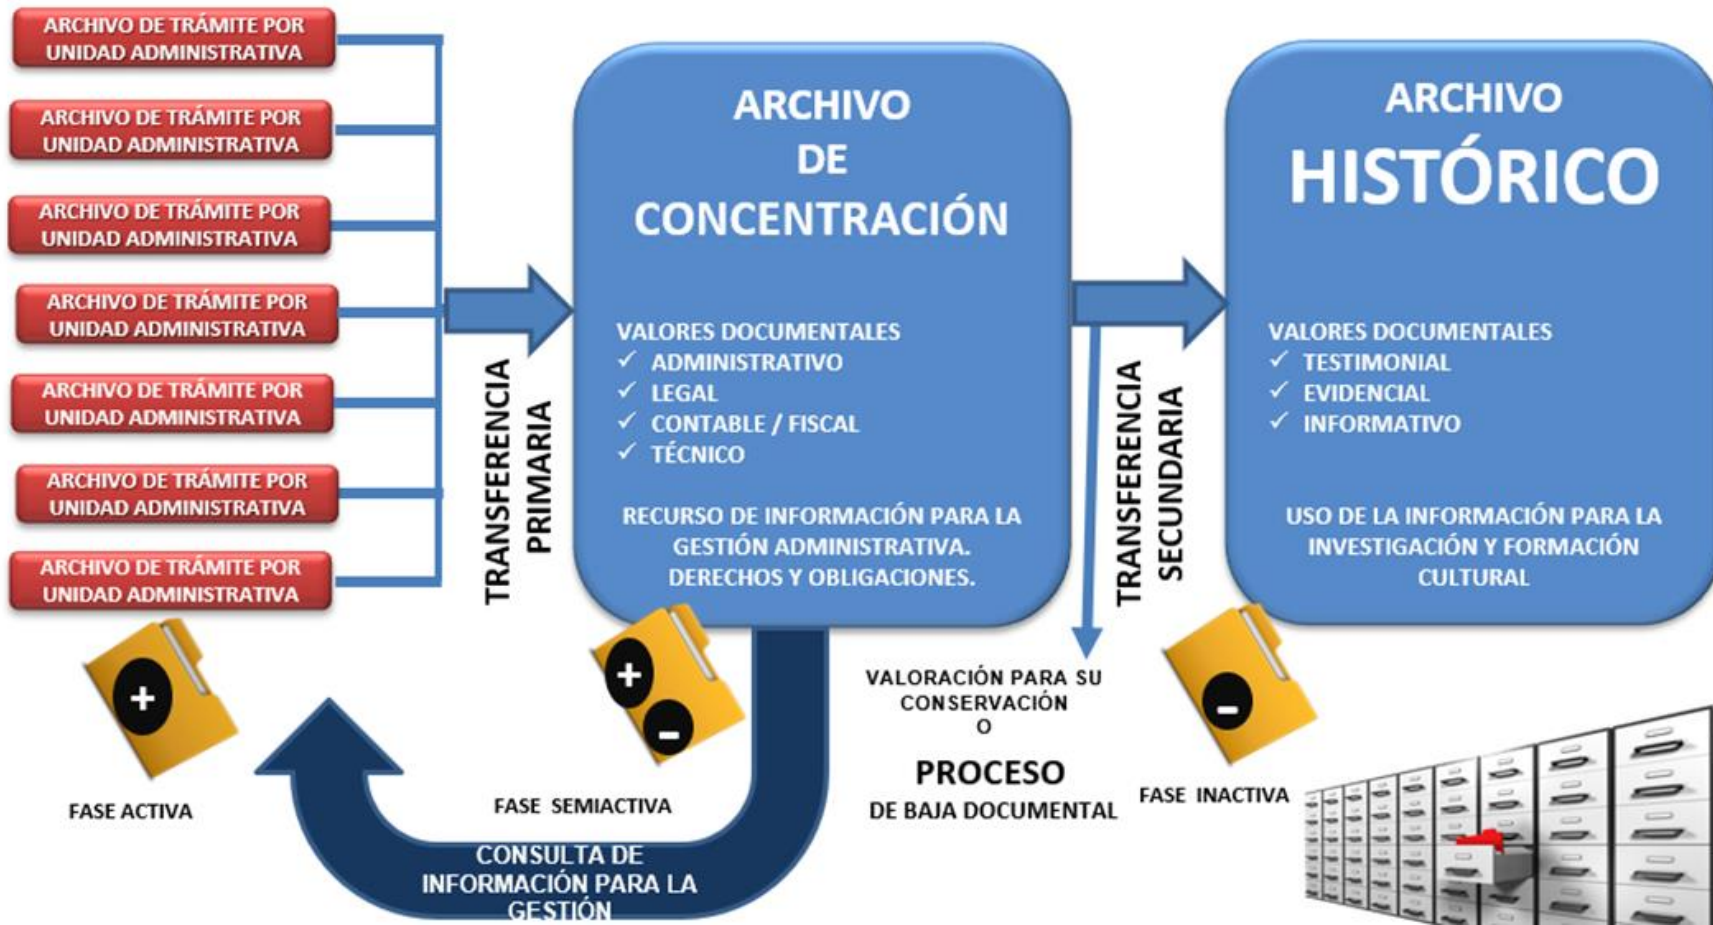 ARCHIVO DE TRÁMITE POR
UNIDAD ADMINISTRATIVA
ARCHIVO DE TRÁMITE POR
UNIDAD ADMINISTRATIVA
ARCHIVO DE TRÁMITE POR
UNIDAD ADMINISTRATIVA
ARCHIVO DE TRÁMITE POR
UNIDAD ADMINISTRATIVA
ARCHIVO DE TRÁMITE POR
UNIDAD ADMINISTRATIVA
ARCHIVO DE TRÁMITE POR
UNIDAD ADMINISTRATIVA
ARCHIVO DE TRÁMITE POR
UNIDAD ADMINISTRATIVA
+
FASE ACTIVA
TRANSFERENCIA
PRIMARIA
ARCHIVO
DE
CONCENTRACIÓN
VALORES DOCUMENTALES
✓ ADMINISTRATIVO
✓ LEGAL
✓ CONTABLE / FISCAL
✓ TÉCNICO
RECURSO DE INFORMACIÓN PARA LA
GESTIÓN ADMINISTRATIVA.
DERECHOS Y OBLIGACIONES.
+
-
FASE SEMIACTIVA
CONSULTA DE
INFORMACIÓN PARA LA
GESTIÓN
TRANSFERENCIA
SECUNDARIA
VALORACIÓN PARA SU
CONSERVACIÓN
O
PROCESO
DE BAJA DOCUMENTAL
ARCHIVO
HISTÓRICO
VALORES DOCUMENTALES
✓ TESTIMONIAL
✓ EVIDENCIAL
✓ INFORMATIVO
USO DE LA INFORMACIÓN PARA LA
INVESTIGACIÓN Y FORMACIÓN
CULTURAL
-
FASE INACTIVA